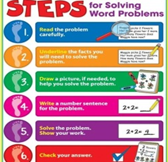 STEPS for Solving
Word Problems
1. Read the problem
carefully.
2. Underline the facts you
will need to solve the
problem.
3. Draw a picture, if needed, to
help you solve the problem.
4. Write a number sentence
for the problem.
2+2=
5. Solve the problem.
Show your work.
2+2= 4
6. Check your answer.